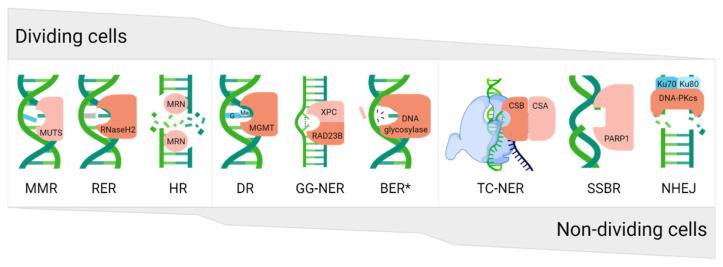 Dividing cells
MUTS
RNaseH2
MRN
MRN
G
Me
MGMT
XPC
RAD23B
DNA
glycosylase
CSB
CSA
PARP1
Ku70
Ku80
DNA-PKcs
MMR
RER
HR
DR
GG-NER
BER*
TC-NER
SSBR
NHEJ
Non-dividing cells